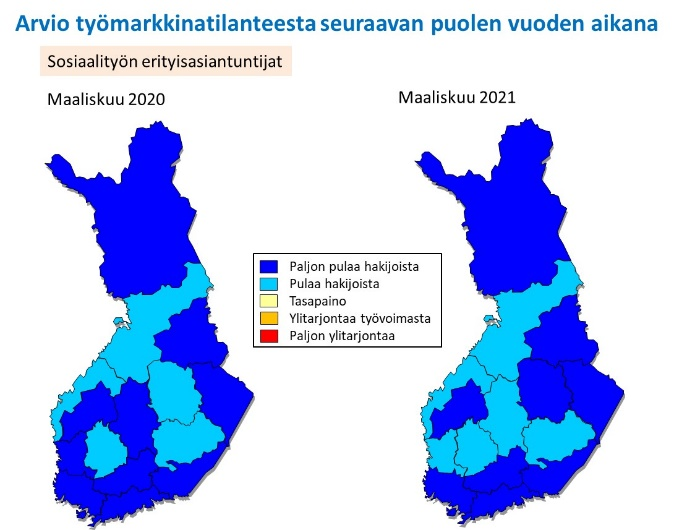 Arvio työmarkkinatilanteesta seuraavan puolen vuoden aikana
Sosiaalityön erityisasiantuntijat
Maaliskuu 2020
Maaliskuu 2021
Paljon pulaa hakijoista
Pulaa hakijoista
Tasapaino
Ylitarjontaa työvoimasta
Paljon ylitarjontaa